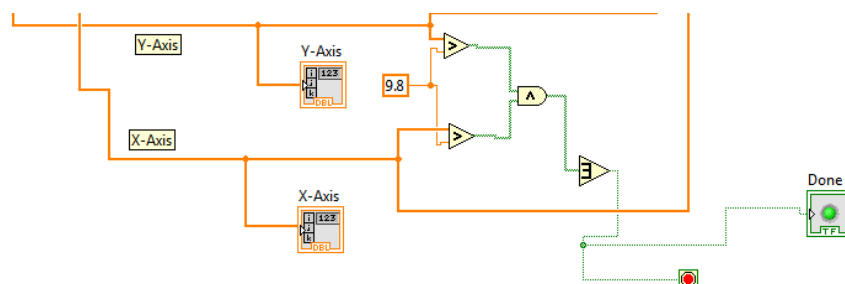 Y-Axis
Y-Axis
i
j
k
123
DBL
9.8
>
>
∧
X-Axis
X-Axis
i
j
k
123
DBL
Ǝ
Done
TF